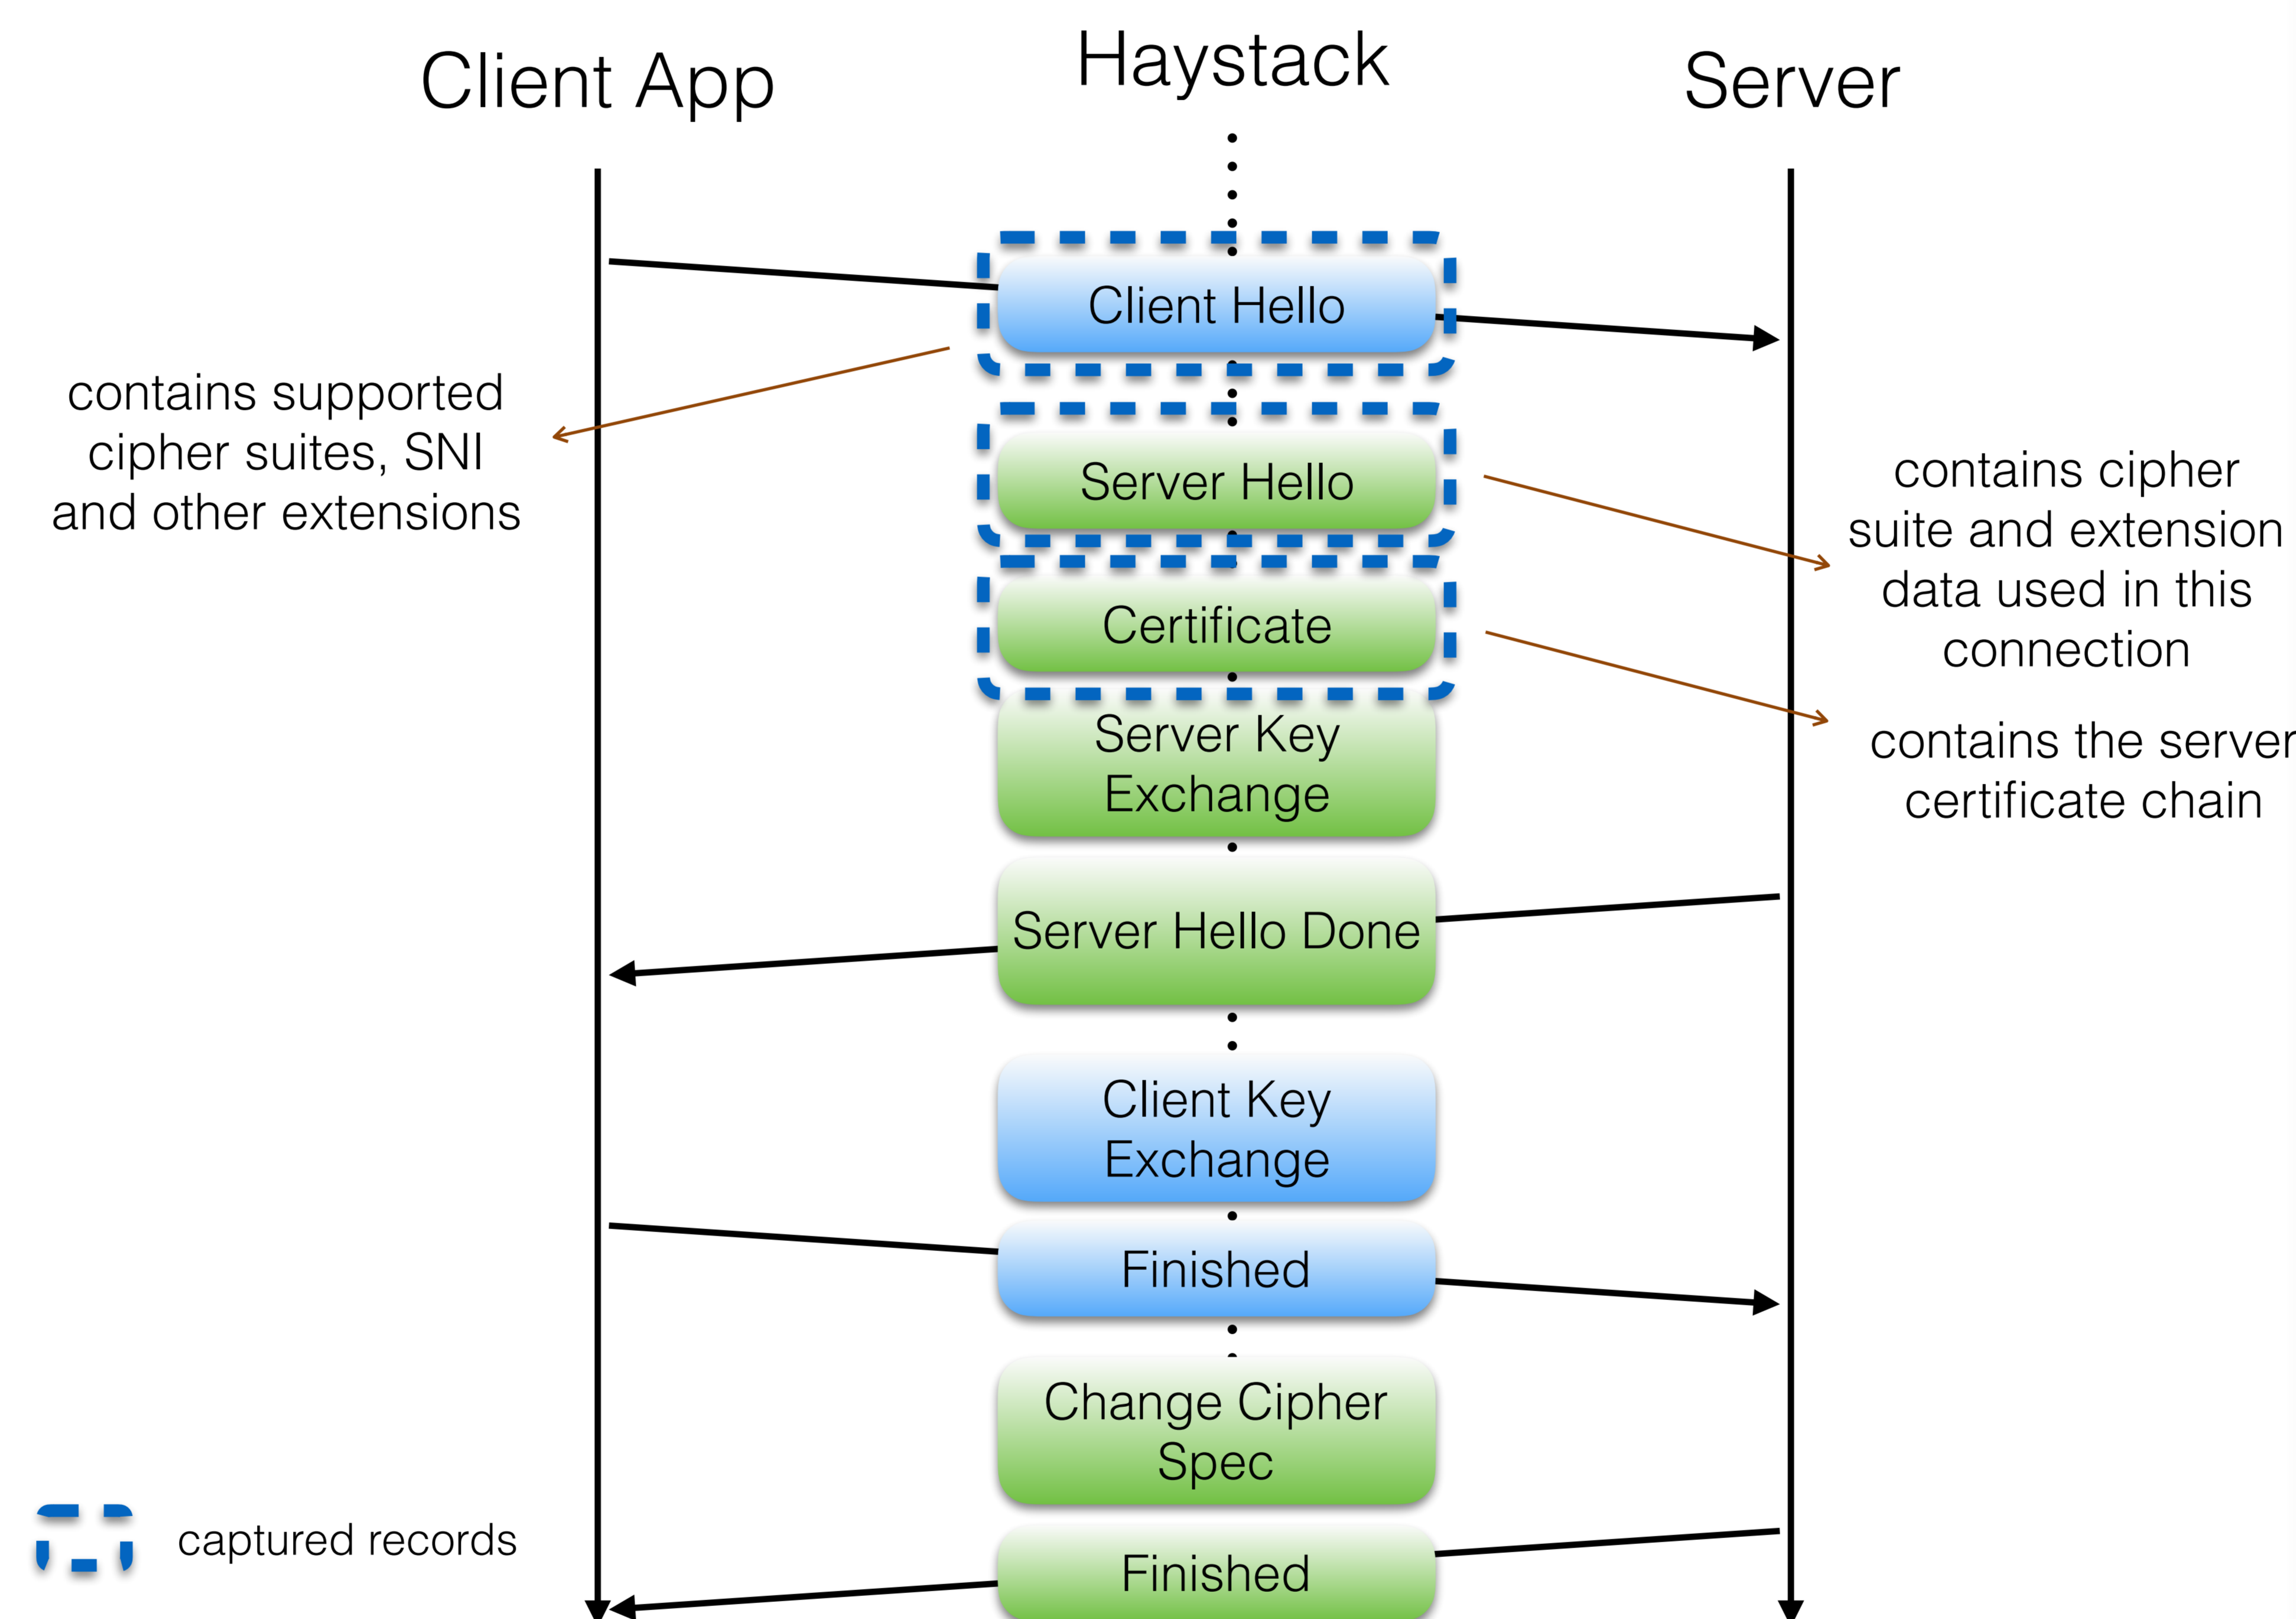 Client App
Haystack
Server
Client Hello
contains supported
cipher suites, SNI
and other extensions
Server Hello
contains cipher
suite and extension
data used in this
connection
Certificate
contains the server
certificate chain
Server Key
Exchange
Server Hello Done
Client Key
Exchange
Finished
Change Cipher
Spec
Finished
captured records